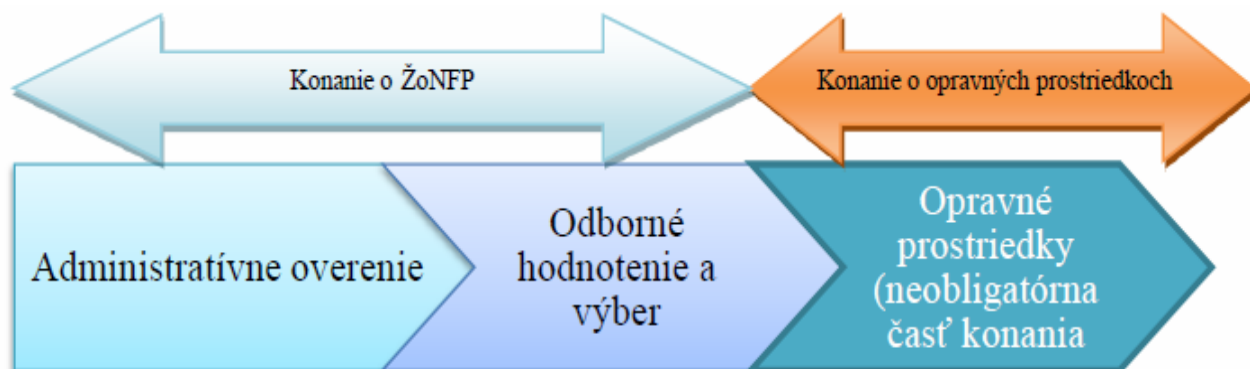 Konanie o ŽoNFP
Konanie o opravných prostriedkoch
Administratívne overenie
Odborné
hodnotenie a
výber
Opravné
prostriedky
(neobligatórna
časť konania